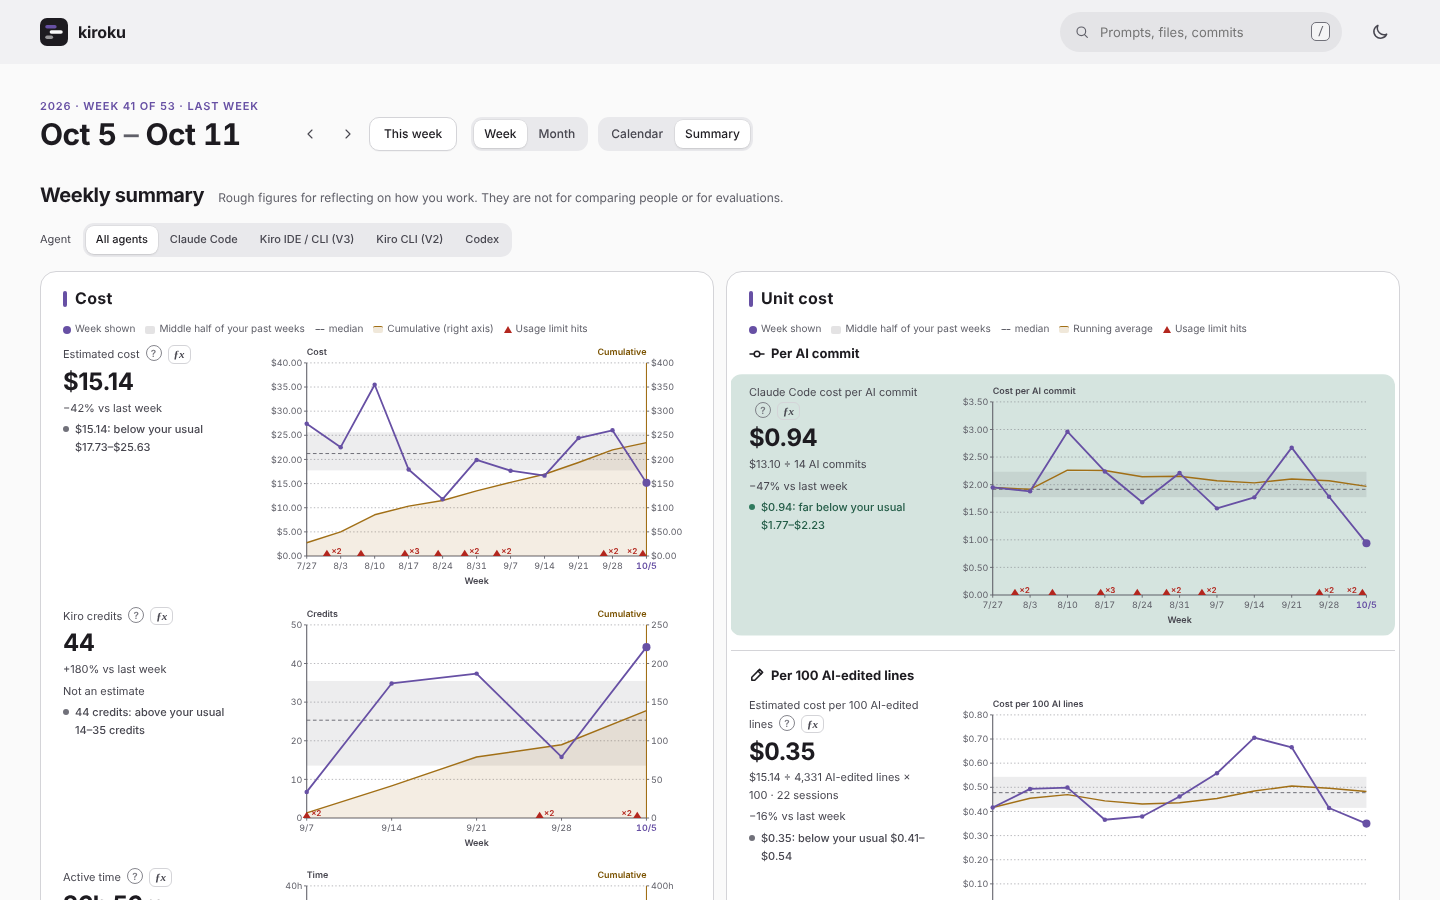 kiroku
Prompts, files, commits
/
2026 · WEEK 41 OF 53 · LAST WEEK
Oct 5 – Oct 11
This week
Week
Month
Calendar
Summary
Weekly summary
Rough figures for reflecting on how you work. They are not for comparing people or for evaluations.
Agent
All agents
Claude Code
Kiro IDE / CLI (V3)
Kiro CLI (V2)
Codex
Cost
Week shown
Middle half of your past weeks
median
Cumulative (right axis)
Usage limit hits
Estimated cost ? ƒx
$15.14
−42% vs last week
$15.14: below your usual
$17.73–$25.63
Cost
Cumulative
$40.00
$35.00
$30.00
$25.00
$20.00
$15.00
$10.00
$5.00
$0.00
$400
$350
$300
$250
$200
$150
$100
$50.00
$0.00
×2 ×3 ×2 ×2 ×2 ×2
7/27 8/3 8/10 8/17 8/24 8/31 9/7 9/14 9/21 9/28 10/5
Week
Kiro credits ? ƒx
44
+180% vs last week
Not an estimate
44 credits: above your usual
14–35 credits
Credits
Cumulative
50
40
30
20
10
0
250
200
150
100
50
0
×2 ×2 ×2
9/7 9/14 9/21 9/28 10/5
Week
Active time ? ƒx
Time
Cumulative
40h
400h
Unit cost
Week shown
Middle half of your past weeks
median
Running average
Usage limit hits
Per AI commit
Claude Code cost per AI commit
? ƒx
$0.94
$13.10 ÷ 14 AI commits
−47% vs last week
$0.94: far below your usual
$1.77–$2.23
Cost per AI commit
$3.50
$3.00
$2.50
$2.00
$1.50
$1.00
$0.50
$0.00
×2 ×3 ×2 ×2 ×2 ×2
7/27 8/3 8/10 8/17 8/24 8/31 9/7 9/14 9/21 9/28 10/5
Week
Per 100 AI-edited lines
Estimated cost per 100 AI-edited
lines ? ƒx
$0.35
$15.14 ÷ 4,331 AI-edited lines ×
100 · 22 sessions
−16% vs last week
$0.35: below your usual $0.41–
$0.54
Cost per 100 AI lines
$0.80
$0.70
$0.60
$0.50
$0.40
$0.30
$0.20
$0.10